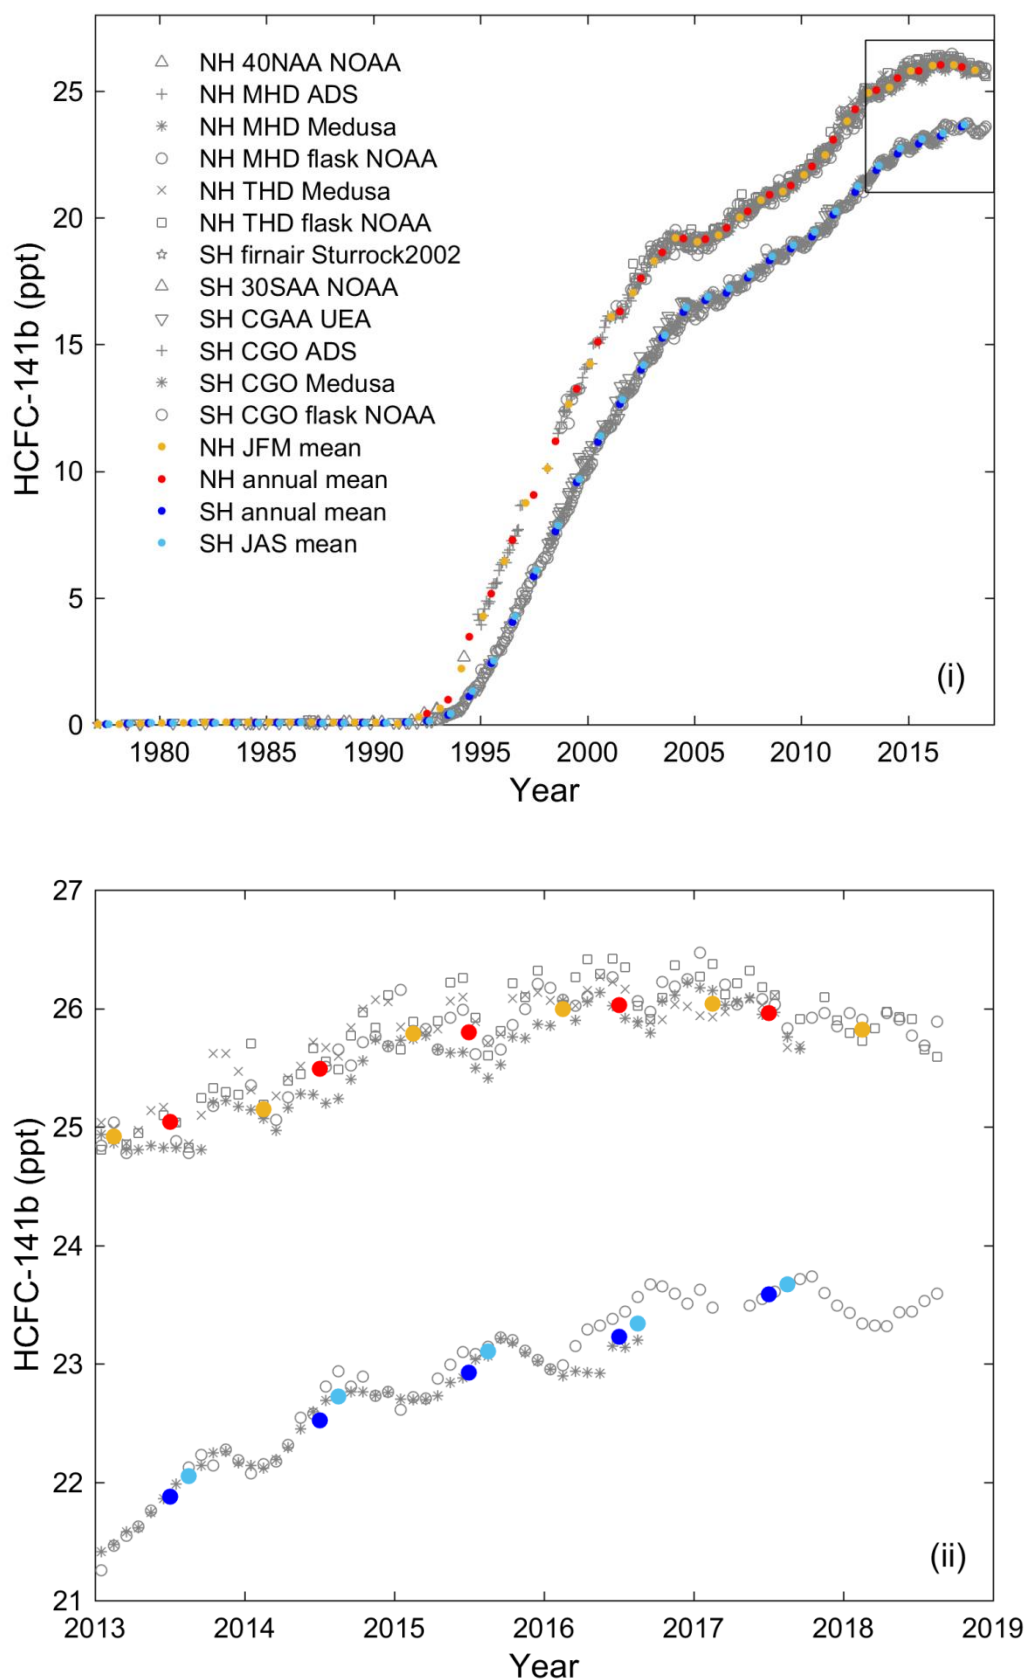 25
20
15
10
5
0
HCFC-141b (ppt)
NH 40NAA NOAA
NH MHD ADS
NH MHD Medusa
NH MHD flask NOAA
NH THD Medusa
NH THD flask NOAA
SH firnair Sturrock2002
SH 30SAA NOAA
SH CGAA UEA
SH CGO ADS
SH CGO Medusa
SH CGO flask NOAA
NH JFM mean
NH annual mean
SH annual mean
SH JAS mean
(i)
1980 1985 1990 1995 2000 2005 2010 2015
Year
27
26
25
24
23
22
21
HCFC-141b (ppt)
(ii)
2013 2014 2015 2016 2017 2018 2019
Year